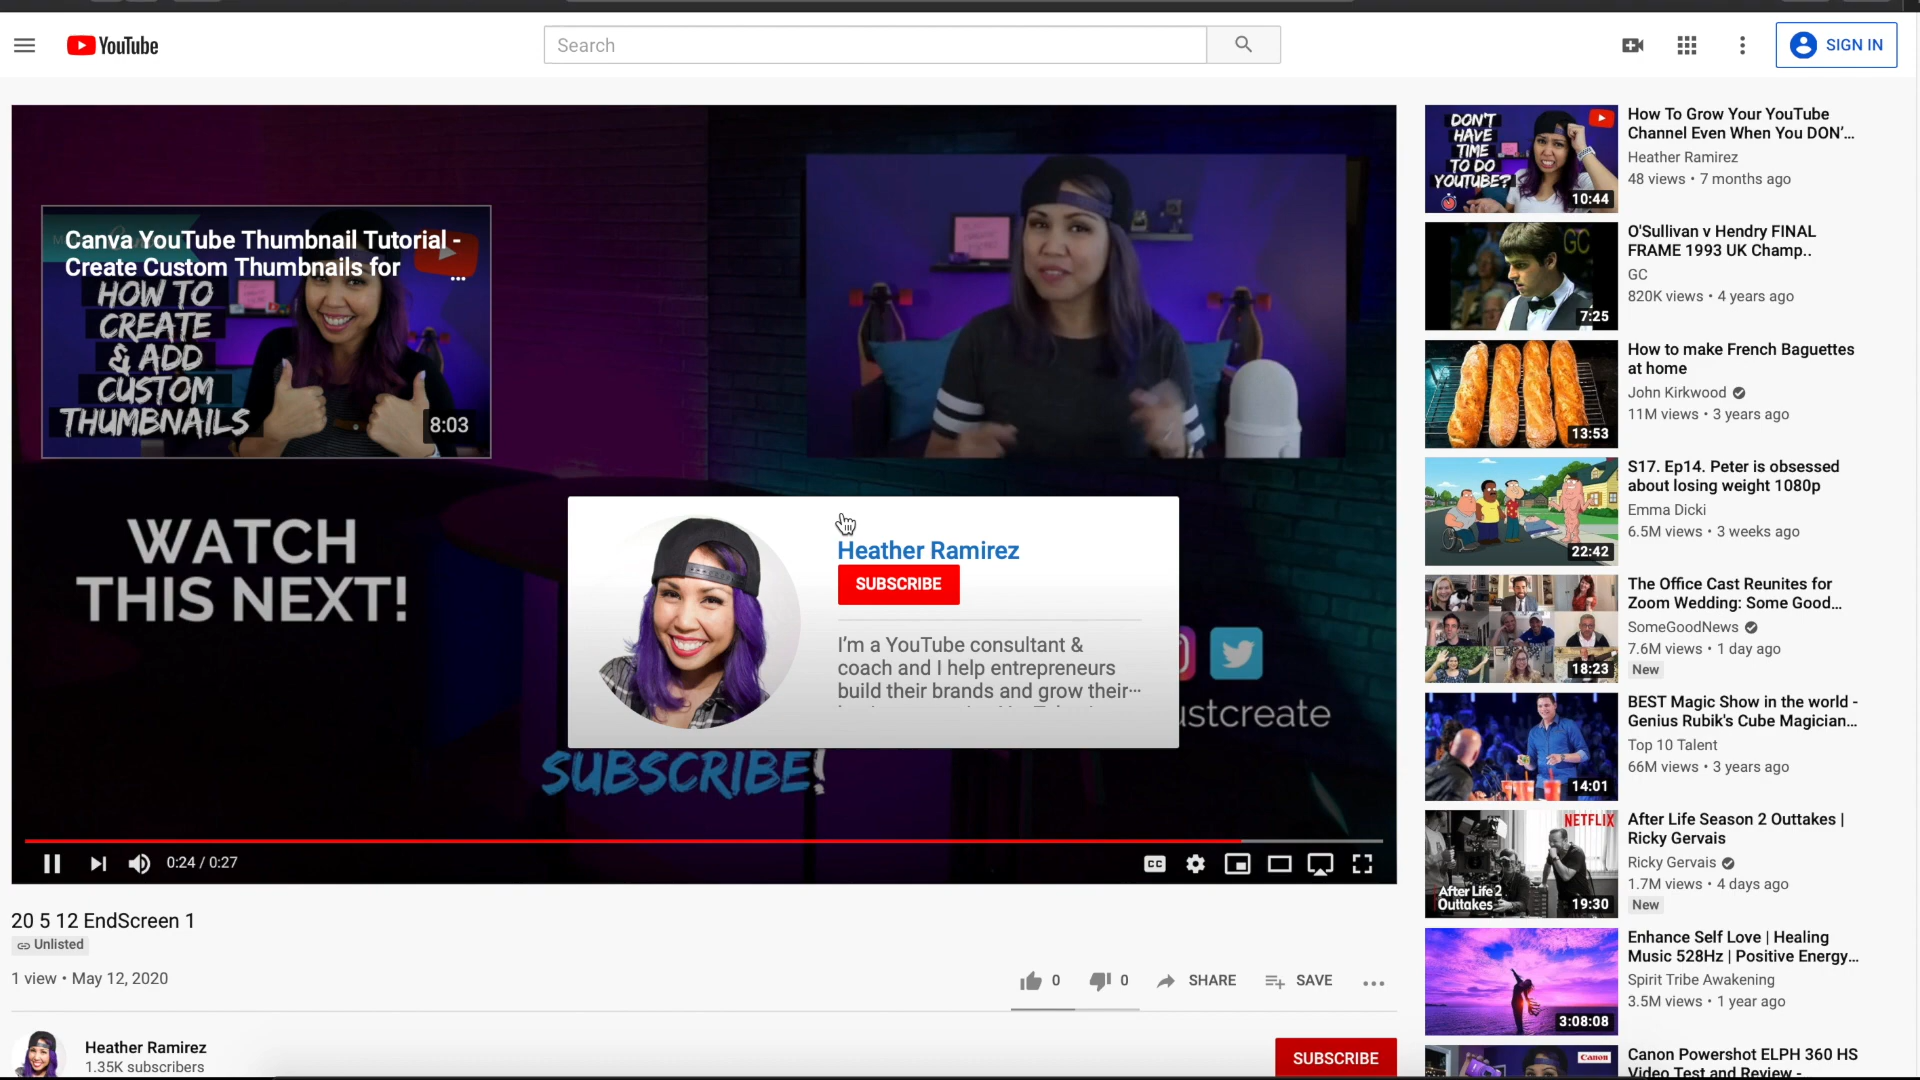 YouTube
Search
SIGN IN
Canva YouTube Thumbnail Tutorial -
Create Custom Thumbnails for
...
HOW TO
CREATE
& ADD
CUSTOM
THUMBNAILS
8:03
WATCH
THIS NEXT!
Heather Ramirez
SUBSCRIBE
I'm a YouTube consultant &
coach and I help entrepreneurs
build their brands and grow their...
ustcreate
SUBSCRIBE!
0:24 / 0:27
CC
20 5 12 EndScreen 1
Unlisted
1 view • May 12, 2020
0
0
SHARE
SAVE
Heather Ramirez
1.35K subscribers
SUBSCRIBE
DON'T
HAVE
TIME
TO DO
YOUTUBE?
10:44
How To Grow Your YouTube
Channel Even When You DON'...
Heather Ramirez
48 views • 7 months ago
GC
7:25
O'Sullivan v Hendry FINAL
FRAME 1993 UK Champ..
GC
820K views • 4 years ago
13:53
How to make French Baguettes
at home
John Kirkwood
11M views • 3 years ago
22:42
S17. Ep14. Peter is obsessed
about losing weight 1080p
Emma Dicki
6.5M views • 3 weeks ago
18:23
The Office Cast Reunites for
Zoom Wedding: Some Good...
SomeGoodNews
7.6M views • 1 day ago
New
14:01
BEST Magic Show in the world -
Genius Rubik's Cube Magician...
Top 10 Talent
66M views • 3 years ago
NETFLIX
After Life 2
Outtakes
19:30
After Life Season 2 Outtakes |
Ricky Gervais
Ricky Gervais
1.7M views • 4 days ago
New
3:08:08
Enhance Self Love | Healing
Music 528Hz | Positive Energy...
Spirit Tribe Awakening
3.5M views • 1 year ago
Canon
Canon Powershot ELPH 360 HS
Video Test and Review -